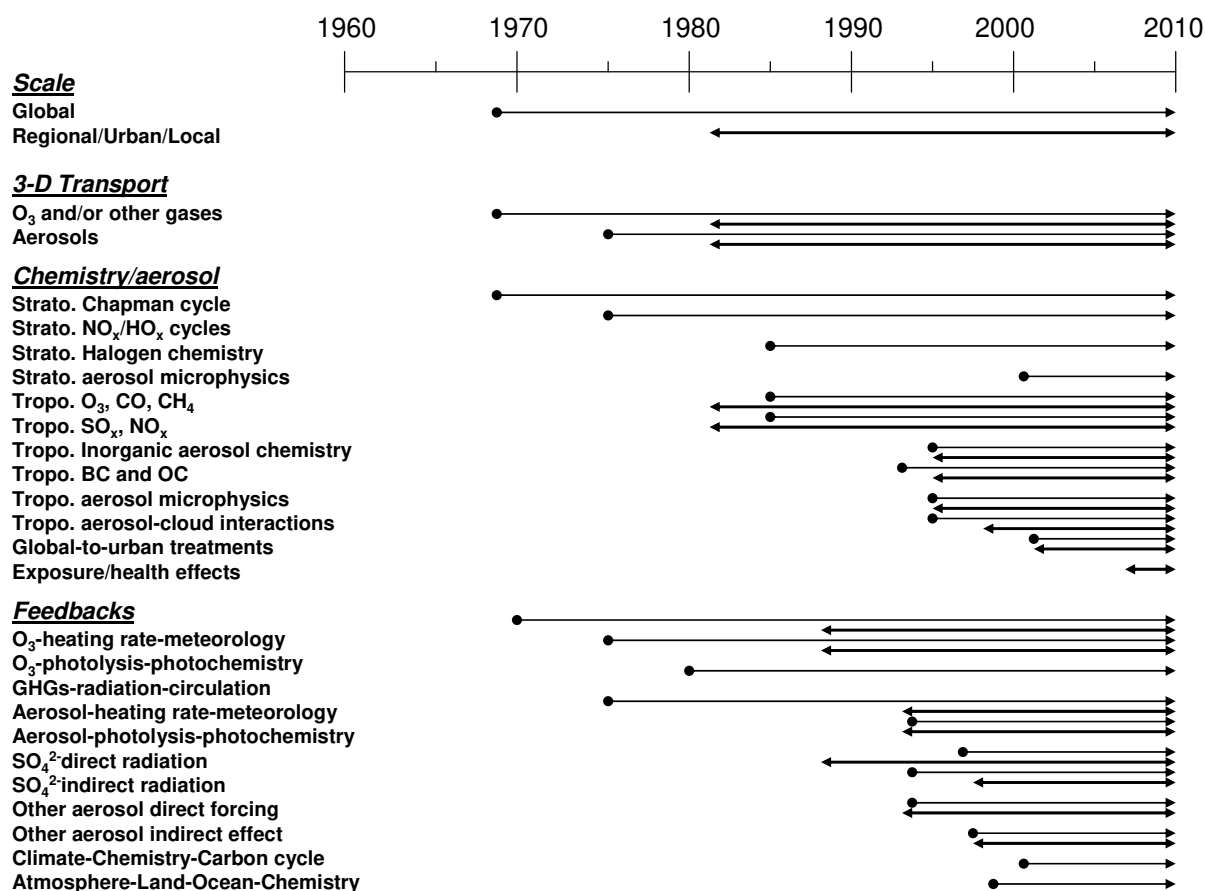 1960 1970 1980 1990 2000 2010
Scale
Global
Regional/Urban/Local
3-D Transport
O₃ and/or other gases
Aerosols
Chemistry/aerosol
Strato. Chapman cycle
Strato. NOₓ/HOₓ cycles
Strato. Halogen chemistry
Strato. aerosol microphysics
Tropo. O₃, CO, CH₄
Tropo. SOₓ, NOₓ
Tropo. Inorganic aerosol chemistry
Tropo. BC and OC
Tropo. aerosol microphysics
Tropo. aerosol-cloud interactions
Global-to-urban treatments
Exposure/health effects
Feedbacks
O₃-heating rate-meteorology
O₃-photolysis-photochemistry
GHGs-radiation-circulation
Aerosol-heating rate-meteorology
Aerosol-photolysis-photochemistry
SO₄²⁻direct radiation
SO₄²⁻indirect radiation
Other aerosol direct forcing
Other aerosol indirect effect
Climate-Chemistry-Carbon cycle
Atmosphere-Land-Ocean-Chemistry